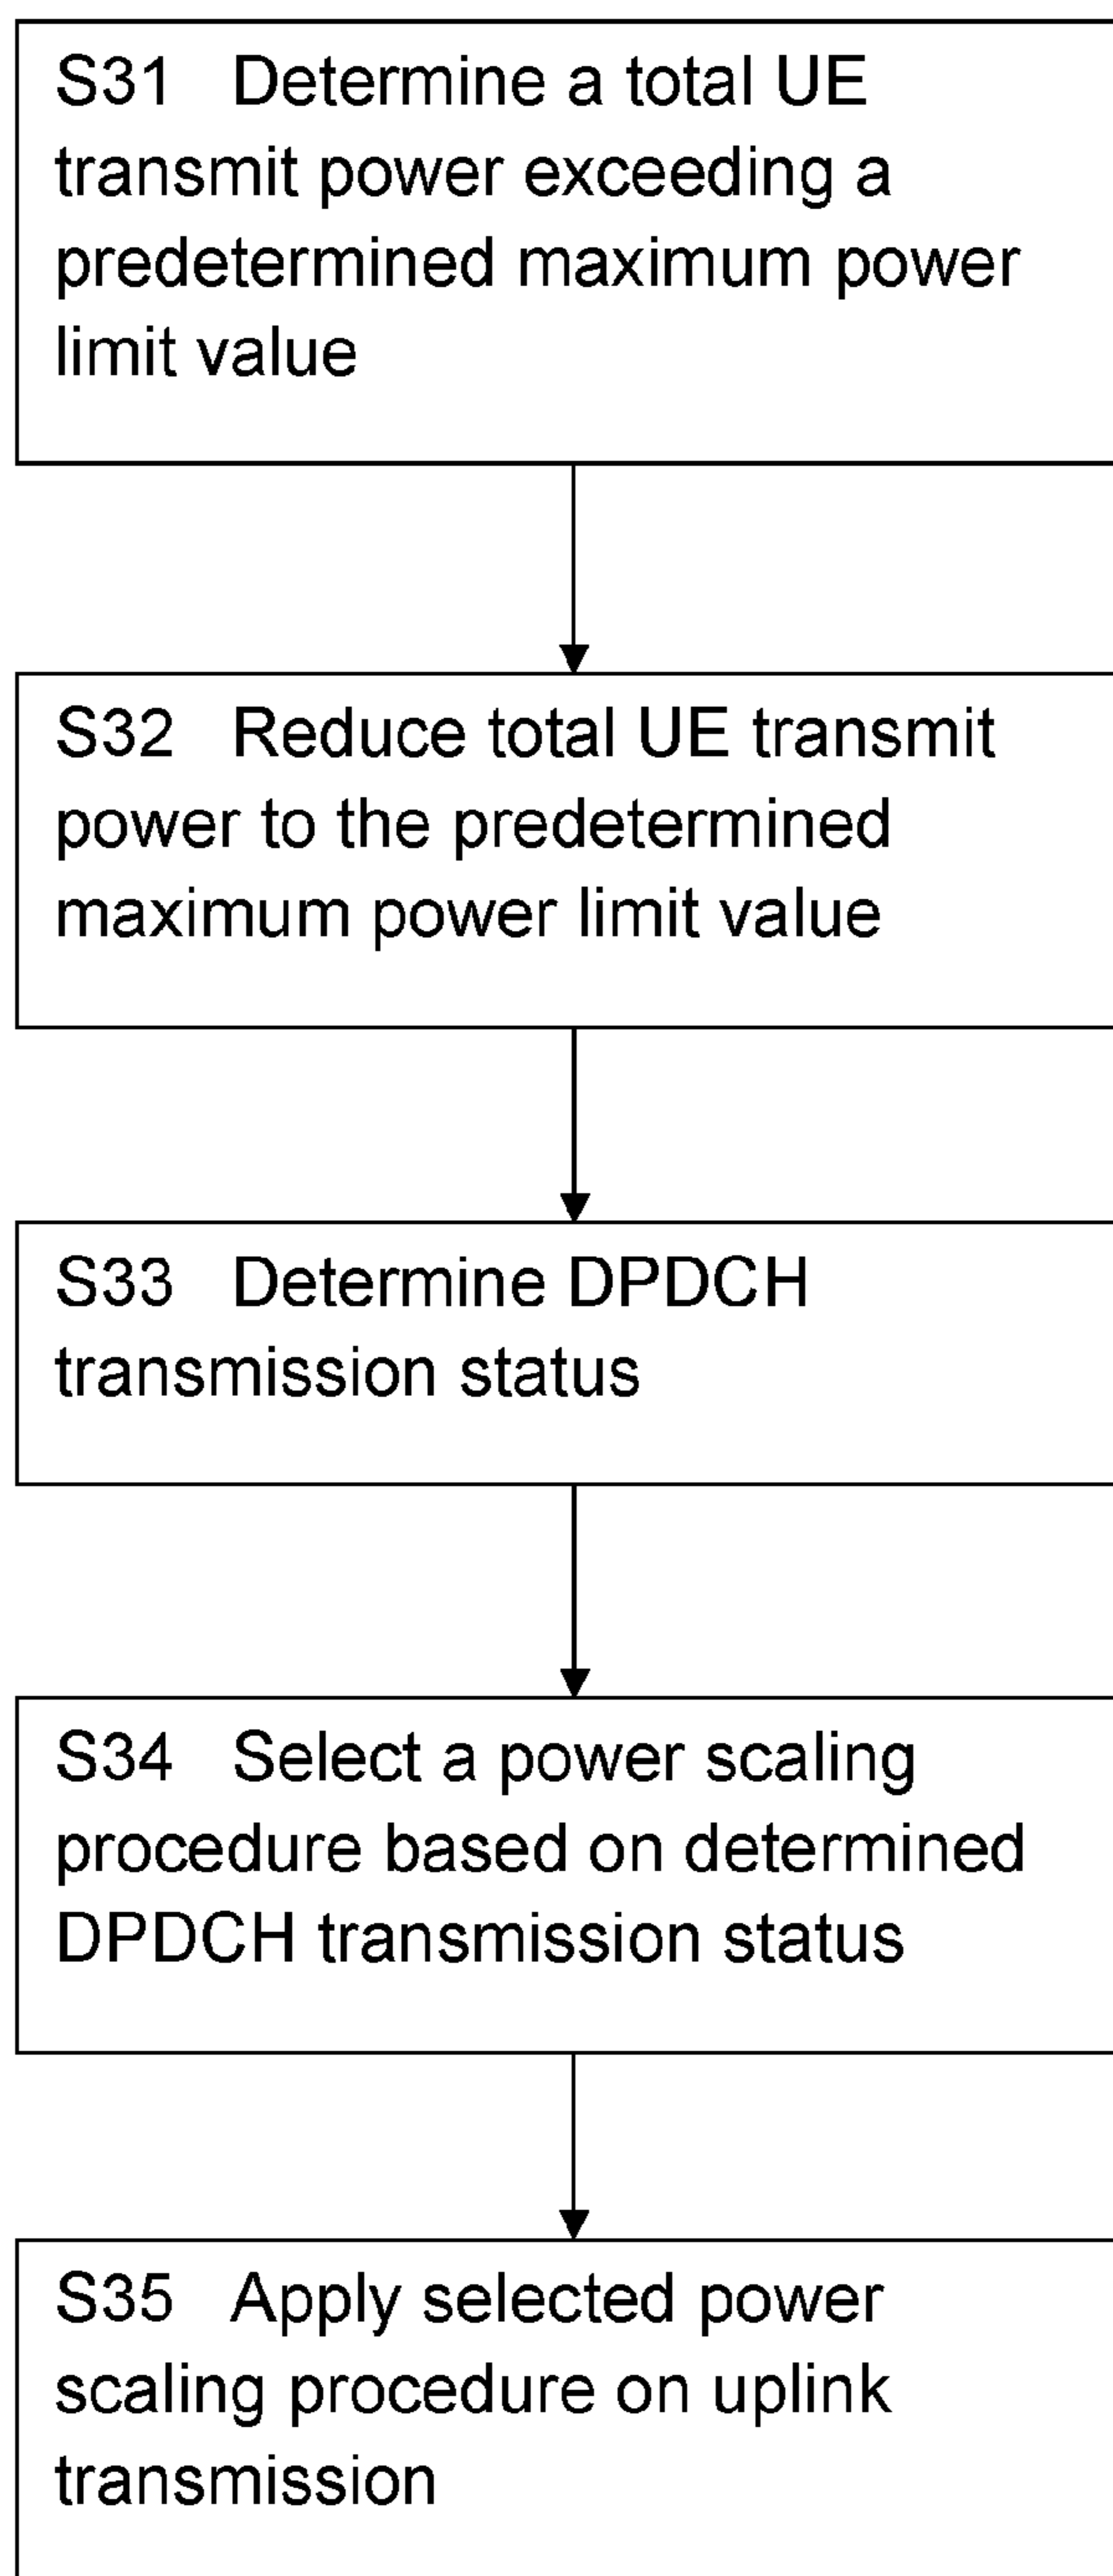 S31 Determine a total UE
transmit power exceeding a
predetermined maximum power
limit value
S32 Reduce total UE transmit
power to the predetermined
maximum power limit value
S33 Determine DPDCH
transmission status
S34 Select a power scaling
procedure based on determined
DPDCH transmission status
S35 Apply selected power
scaling procedure on uplink
transmission